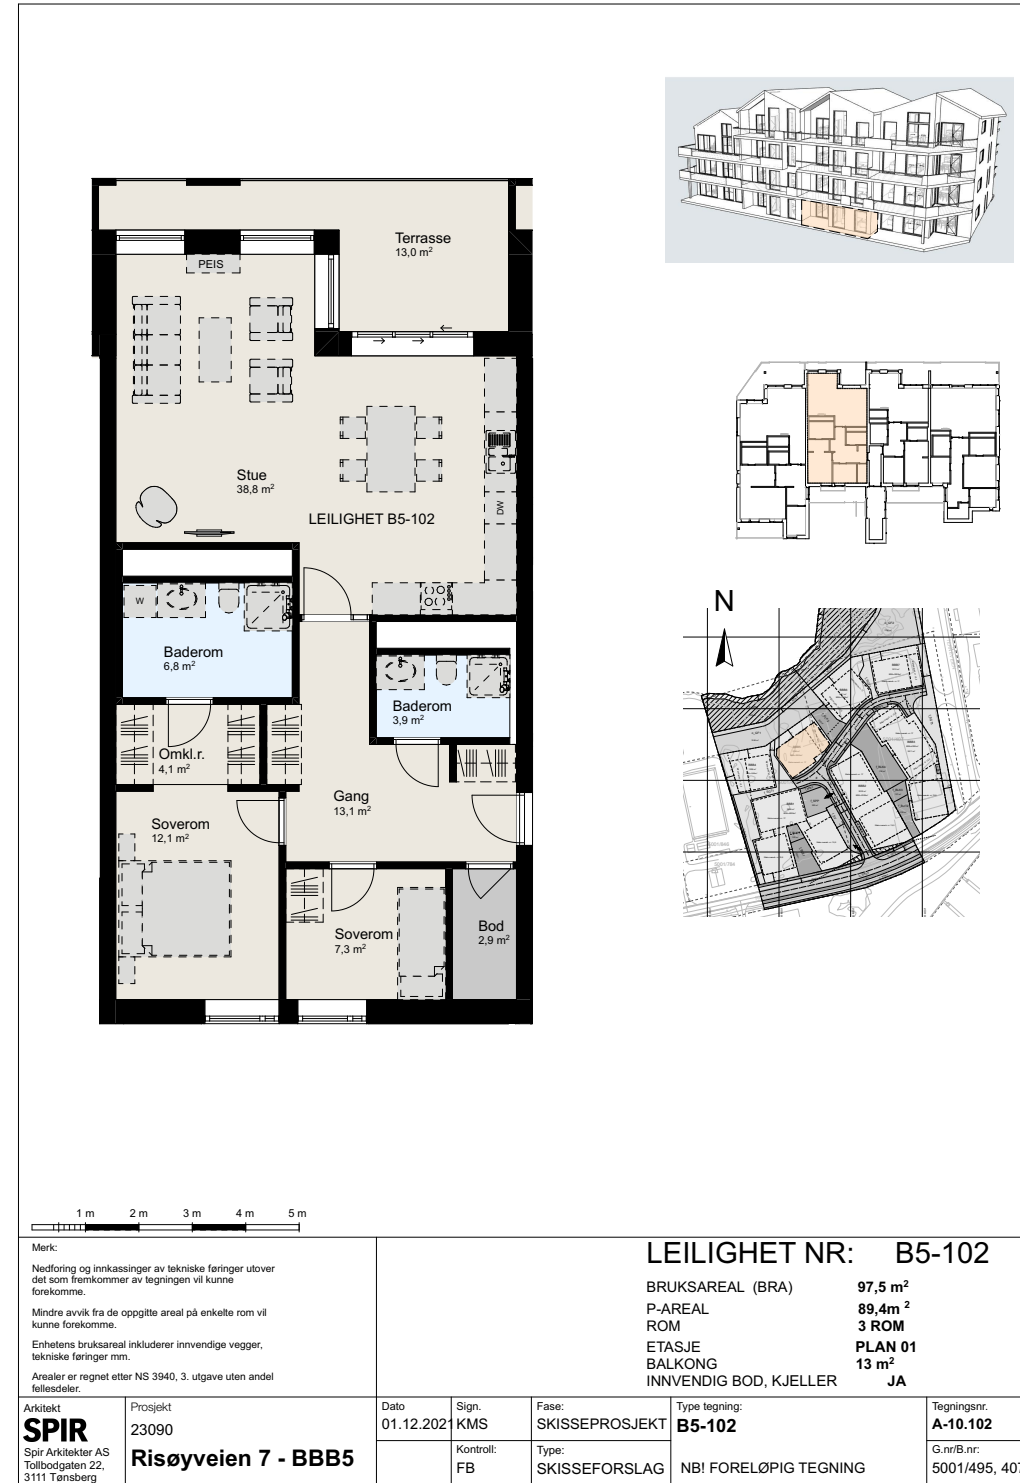 Terrasse
13,0 m²
PEIS
Stue
38,8 m²
LEILIGHET B5-102
DW
W
Baderom
6,8 m²
Baderom
3,9 m²
Omkl.r.
4,1 m²
Gang
13,1 m²
Soverom
12,1 m²
Soverom
7,3 m²
Bod
2,9 m²
N
1 m 2 m 3 m 4 m 5 m
Merk:
Nedforing og innkassinger av tekniske føringer utover
det som fremkommer av tegningen vil kunne
forekomme.
Mindre avvik fra de oppgitte areal på enkelte rom vil
kunne forekomme.
Enhetens bruksareal inkluderer innvendige vegger,
tekniske føringer mm.
Arealer er regnet etter NS 3940, 3. utgave uten andel
fellesdeler.
LEILIGHET NR: B5-102
BRUKSAREAL (BRA) 97,5 m²
P-AREAL 89,4m ²
ROM 3 ROM
ETASJE PLAN 01
BALKONG 13 m²
INNVENDIG BOD, KJELLER JA
Arkitekt
SPIR
Spir Arkitekter AS
Tollbodgaten 22,
3111 Tønsberg
Prosjekt
23090
Risøyveien 7 - BBB5
Dato
01.12.2021
Sign.
KMS
Kontroll:
FB
Fase:
SKISSEPROSJEKT
Type:
SKISSEFORSLAG
Type tegning:
B5-102
NB! FORELØPIG TEGNING
Tegningsnr.
A-10.102
G.nr/B.nr:
5001/495, 407